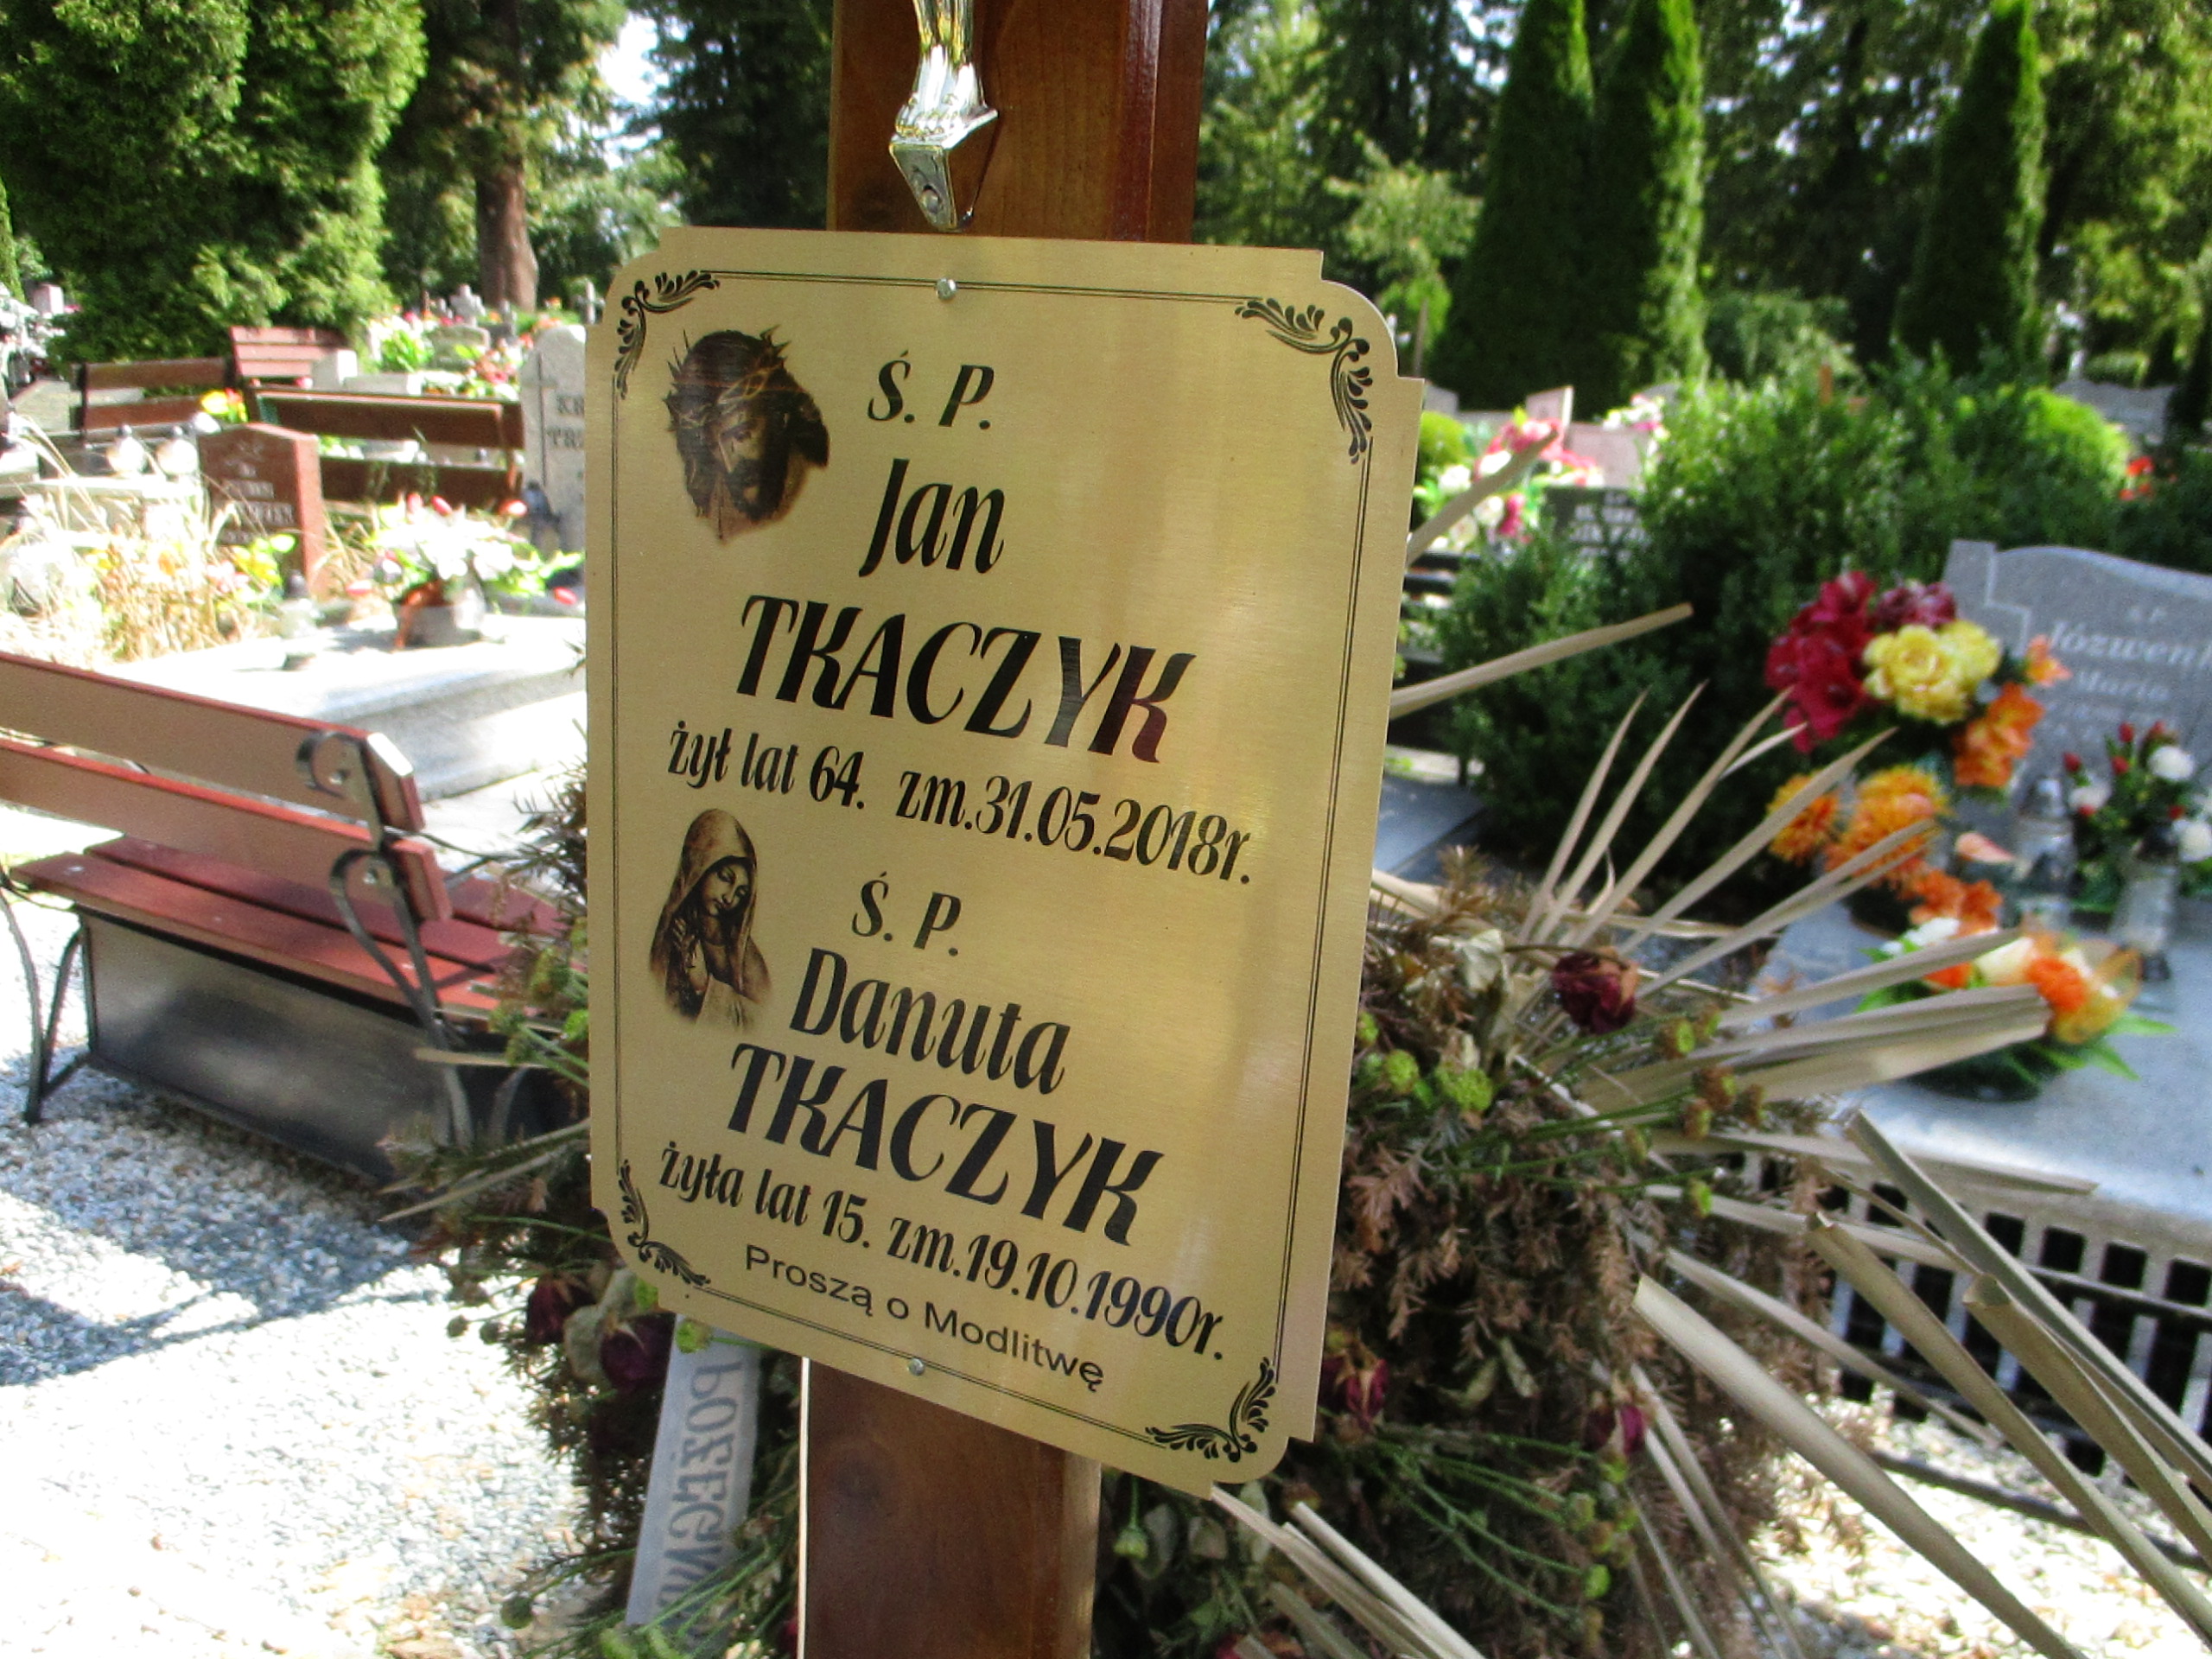 Ś. P.
Jan
TKACZYK
żył lat 64. zm.31.05.2018r.
Ś. P.
Danuta
TKACZYK
żyła lat 15. zm.19.10.1990r.
Proszą o Modlitwę
Maria